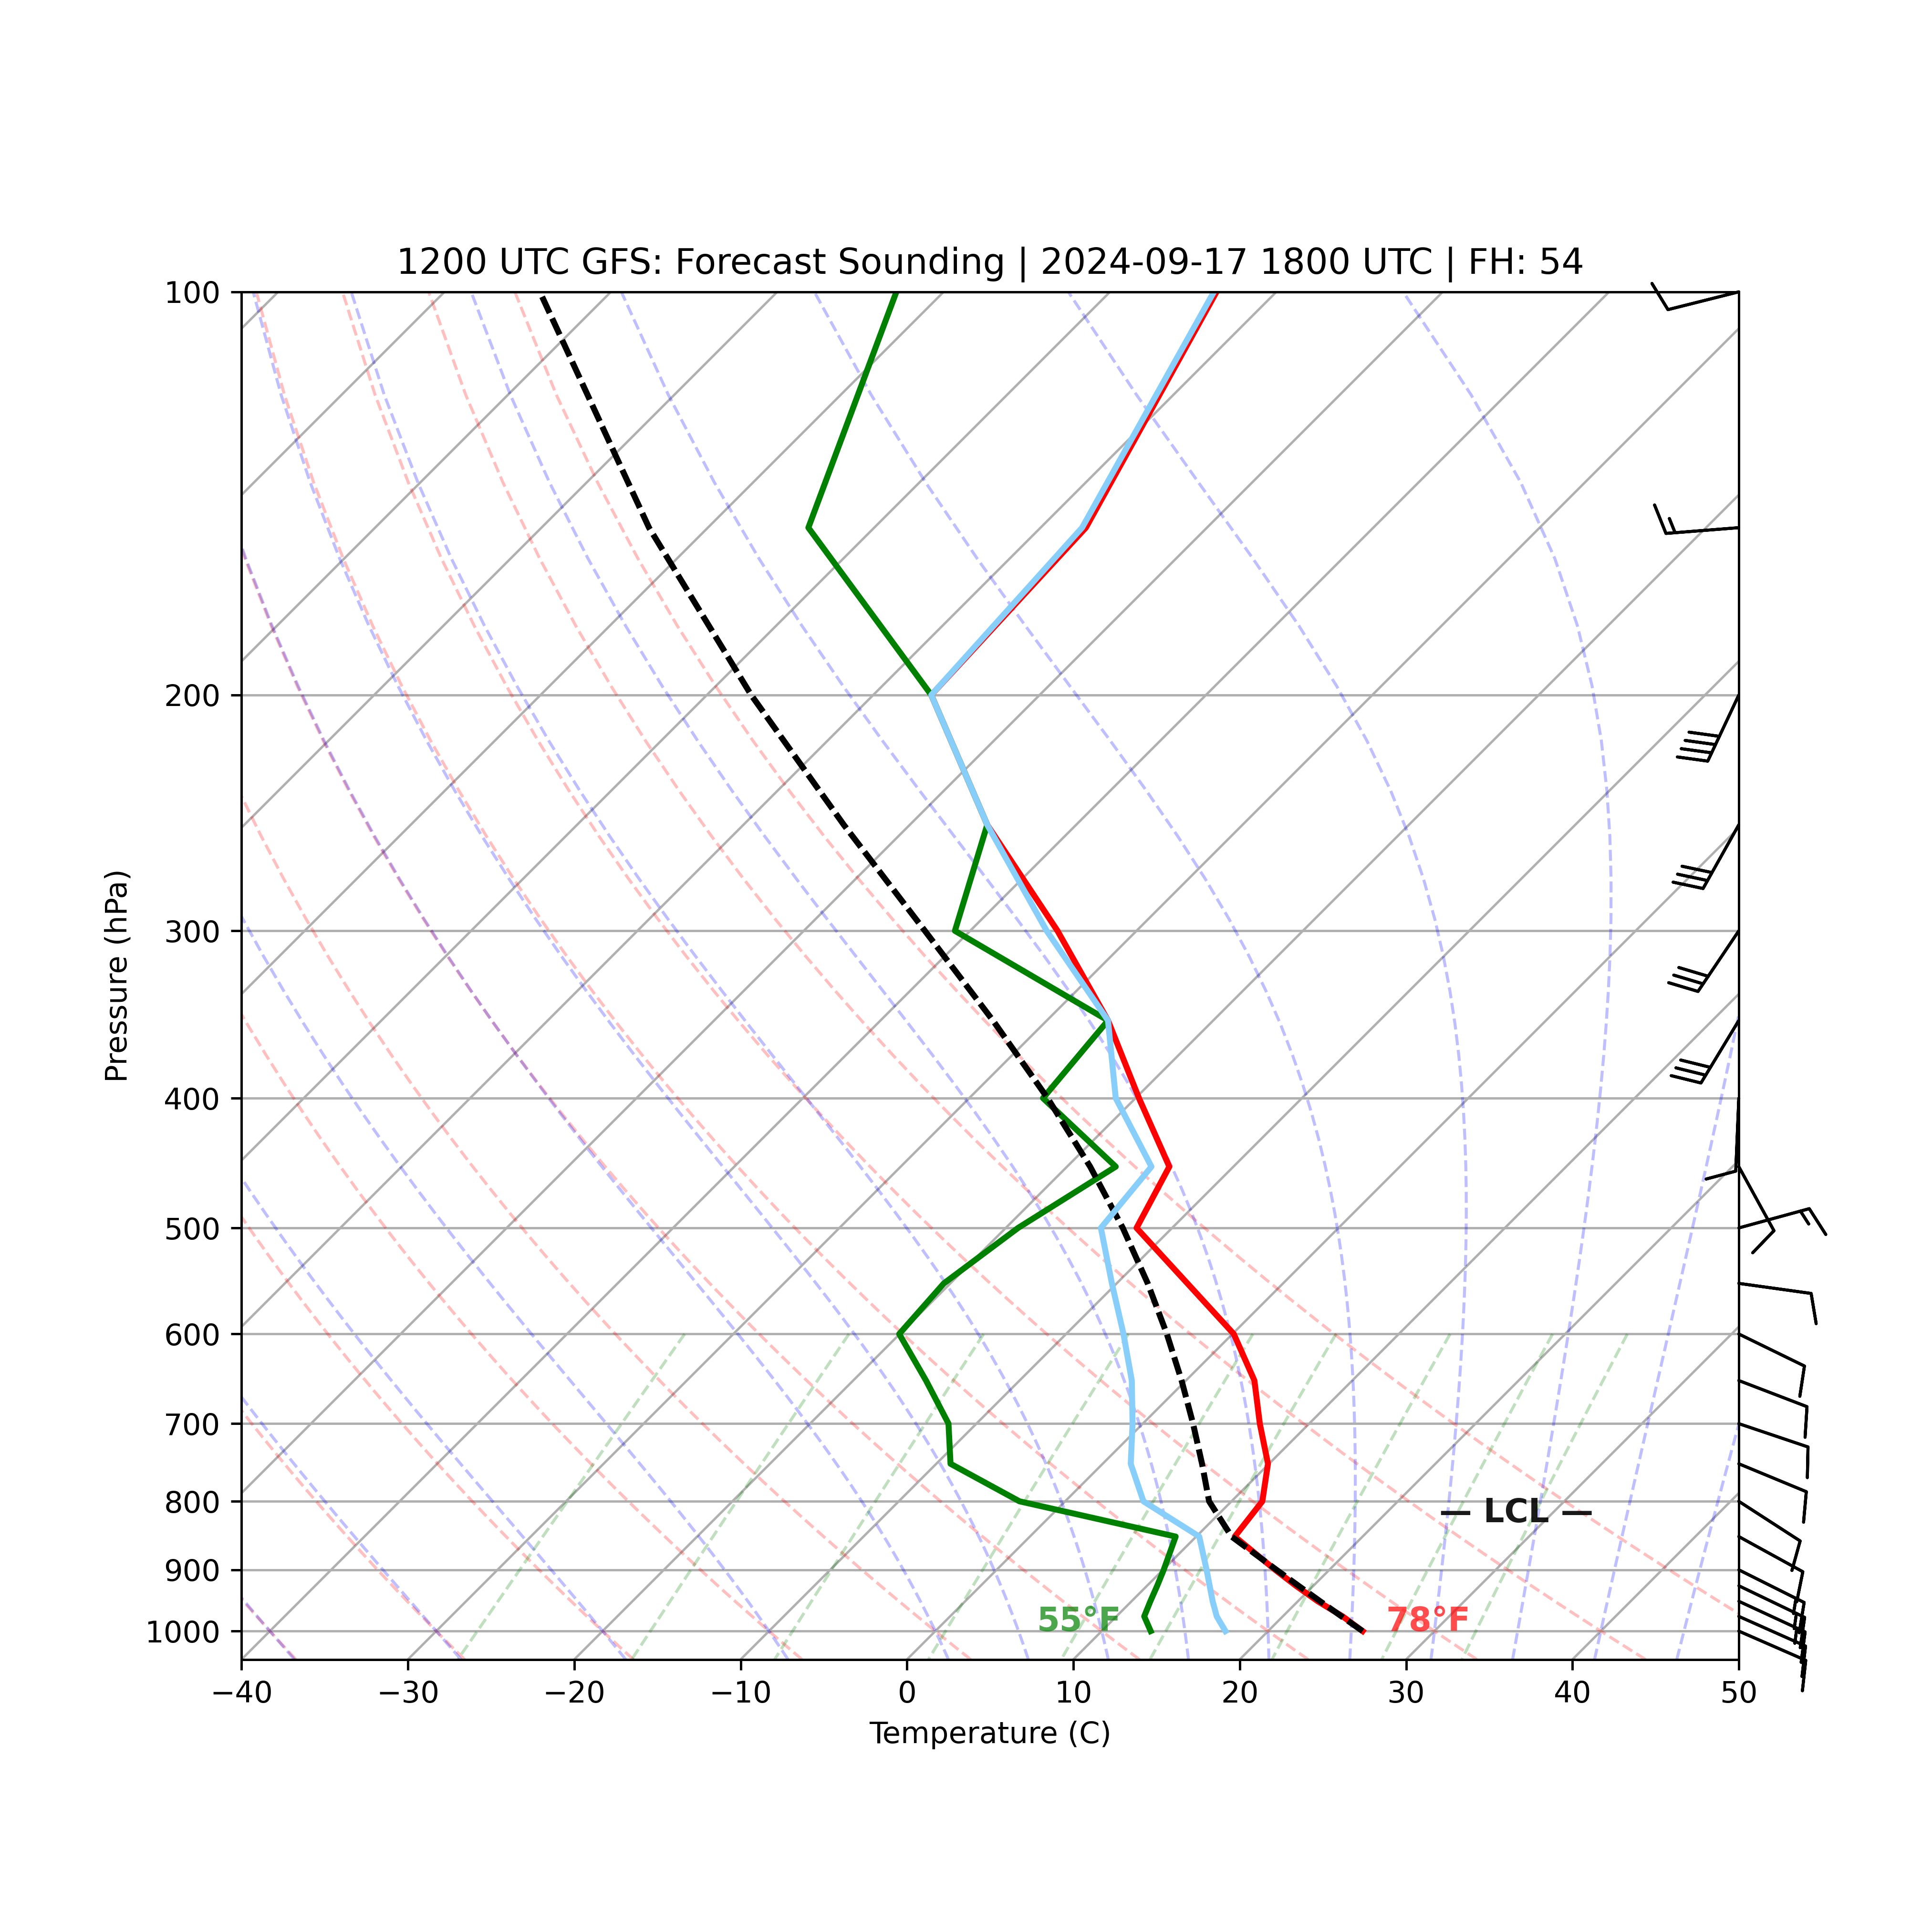 1200 UTC GFS: Forecast Sounding | 2024-09-17 1800 UTC | FH: 54
100
200
300
400
500
600
700
800
900
1000
Pressure (hPa)
— LCL —
55°F
78°F
−40 −30 −20 −10 0 10 20 30 40 50
Temperature (C)